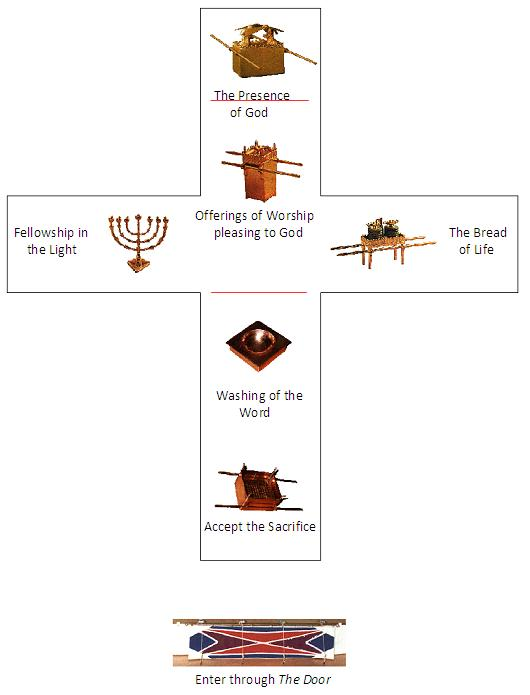 The Presence
of God
Offerings of Worship
pleasing to God
Fellowship in
the Light
The Bread
of Life
Washing of the
Word
Accept the Sacrifice
Enter through The Door